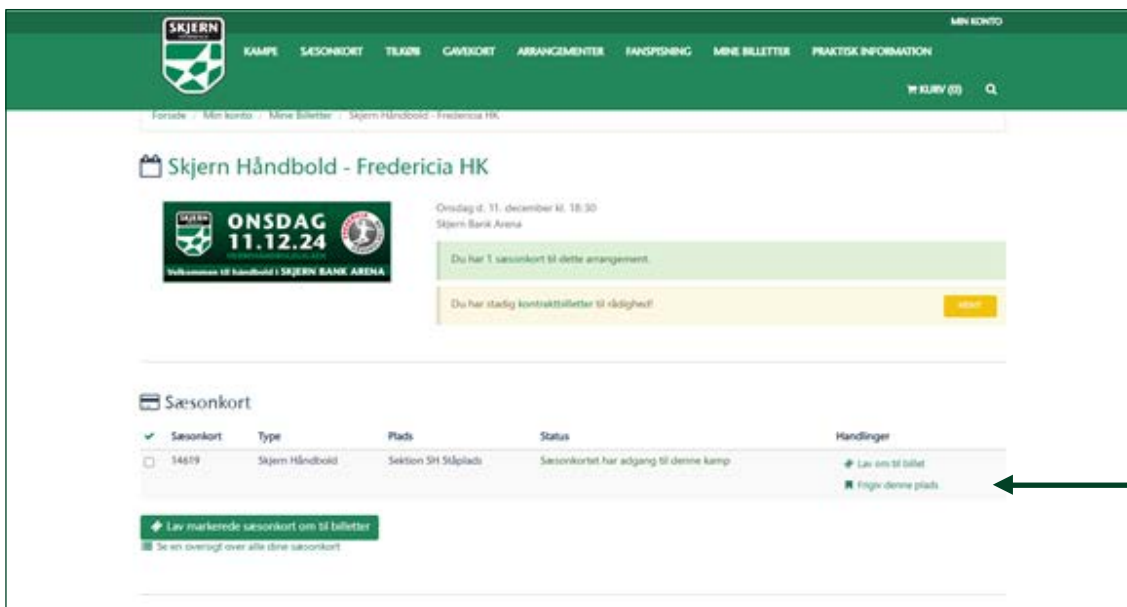 SKJERN
MIN KONTO
KAMPE SÆSONKORT TILKØB GAVEKORT ARRANGEMENTER FANSPISNING MINE BILLETTER PRAKTISK INFORMATION
KURV (0)
Forside / Min konto / Mine Billetter / Skjern Håndbold - Fredericia HK
Skjern Håndbold - Fredericia HK
SKJERN
ONSDAG
11.12.24
Velkommen til håndbold i SKJERN BANK ARENA
Onsdag d. 11. december kl. 18:30
Skjern Bank Arena
Du har 1 sæsonkort til dette arrangement.
Du har stadig kontraktbilletter til rådighed!
Sæsonkort
Sæsonkort Type Plads Status Handlinger
14619 Skjern Håndbold Sektion SH Ståplads Sæsonkortet har adgang til denne kamp
Lav om til billet
Frigiv denne plads
Lav markerede sæsonkort om til billetter
Se en oversigt over alle dine sæsonkort